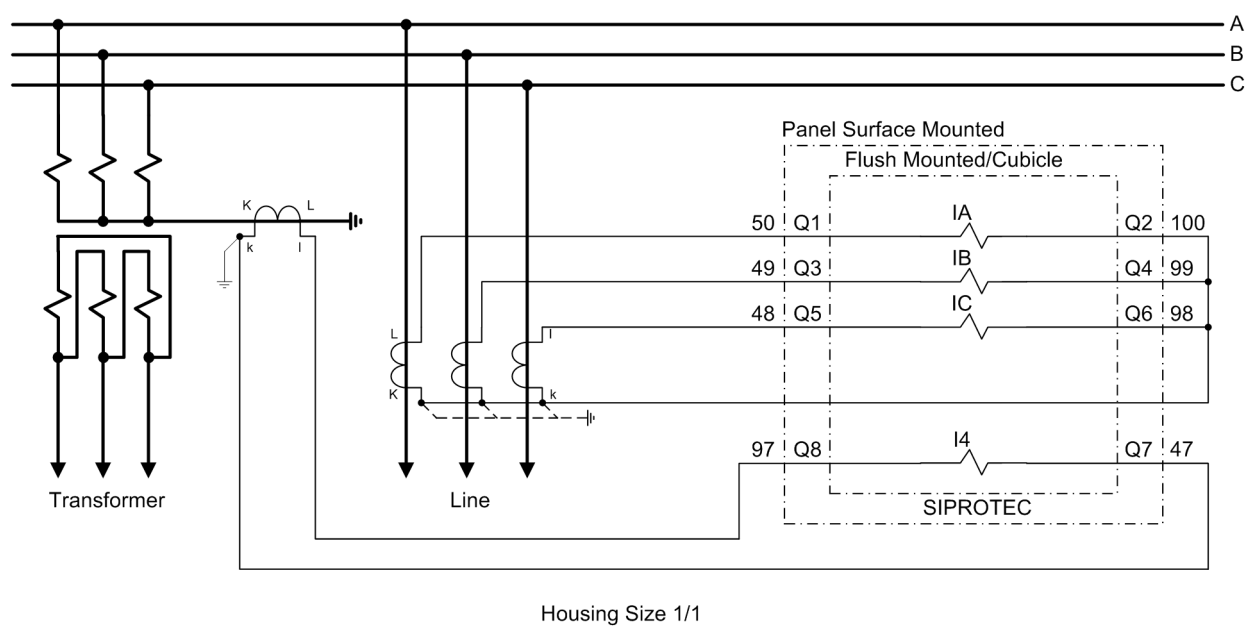 A
B
C
Panel Surface Mounted
Flush Mounted/Cubicle
K L
k l
50 Q1 IA Q2 100
49 Q3 IB Q4 99
48 Q5 IC Q6 98
L l
K k
97 Q8 I4 Q7 47
Transformer Line SIPROTEC
Housing Size 1/1